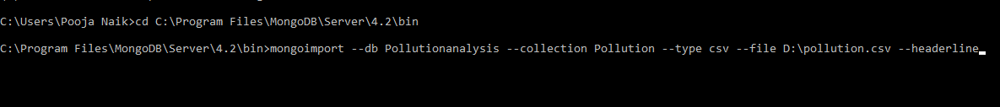 C:\Users\Pooja Naik>cd C:\Program Files\MongoDB\Server\4.2\bin
C:\Program Files\MongoDB\Server\4.2\bin>mongoimport --db Pollutionanalysis --collection Pollution --type csv --file D:\pollution.csv --headerline